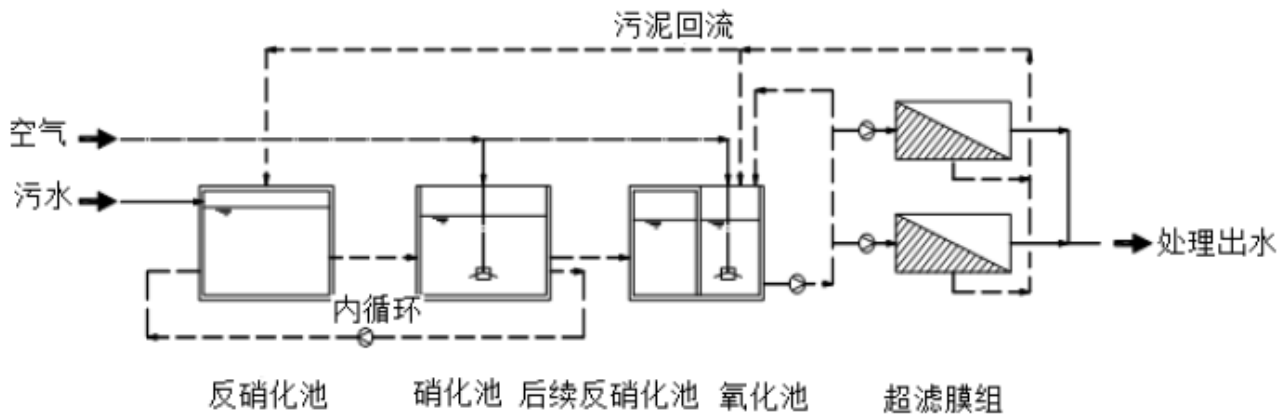 污泥回流
空气
污水
处理出水
内循环
反硝化池
硝化池
后续反硝化池
氧化池
超滤膜组